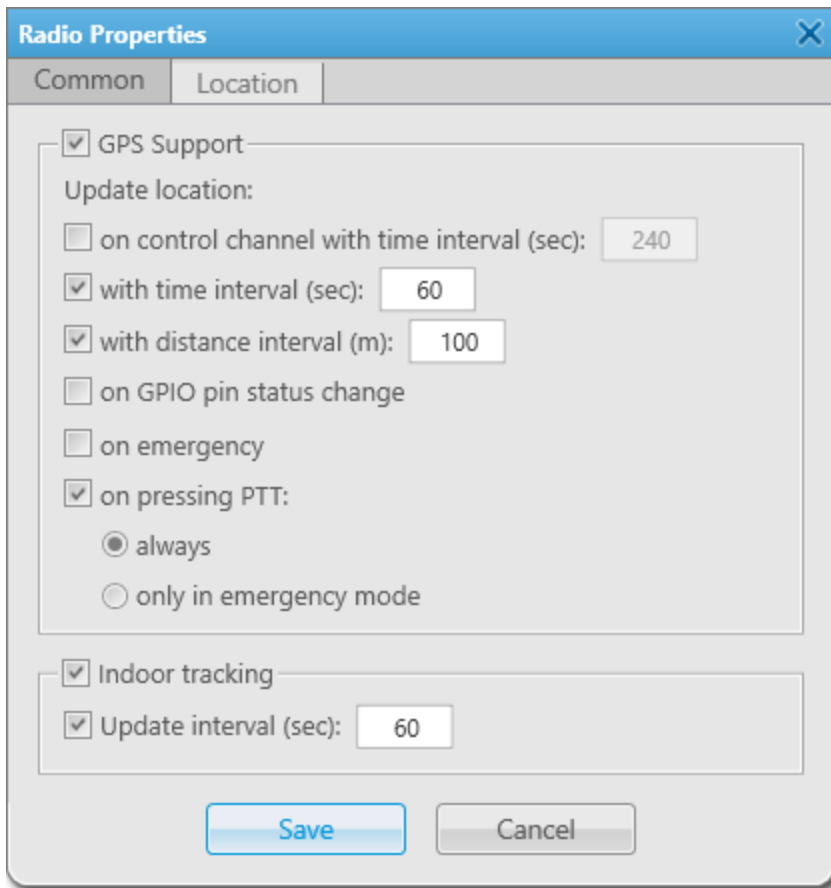 Radio Properties
Common Location
GPS Support
Update location:
on control channel with time interval (sec): 240
with time interval (sec): 60
with distance interval (m): 100
on GPIO pin status change
on emergency
on pressing PTT:
always
only in emergency mode
Indoor tracking
Update interval (sec): 60
Save Cancel